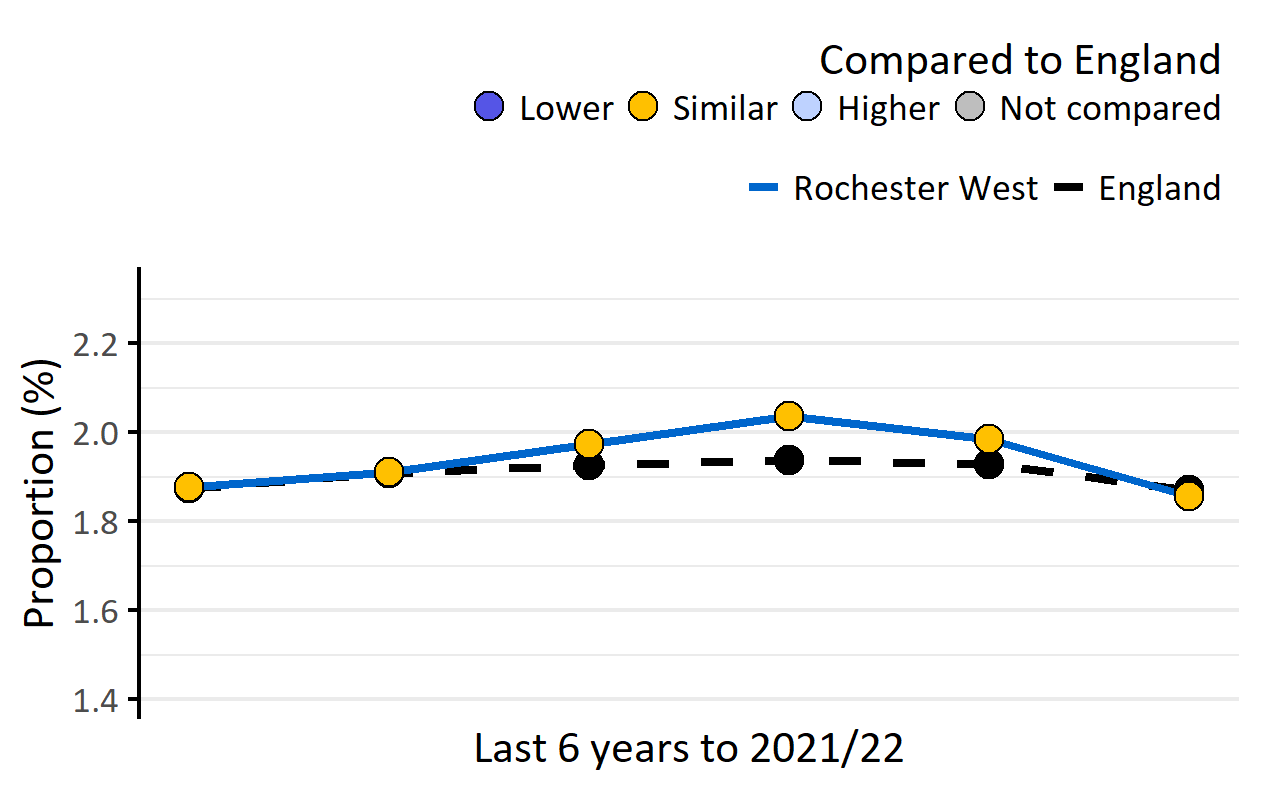 Compared to England
Lower Similar Higher Not compared
Rochester West England
Proportion (%)
2.2
2.0
1.8
1.6
1.4
Last 6 years to 2021/22